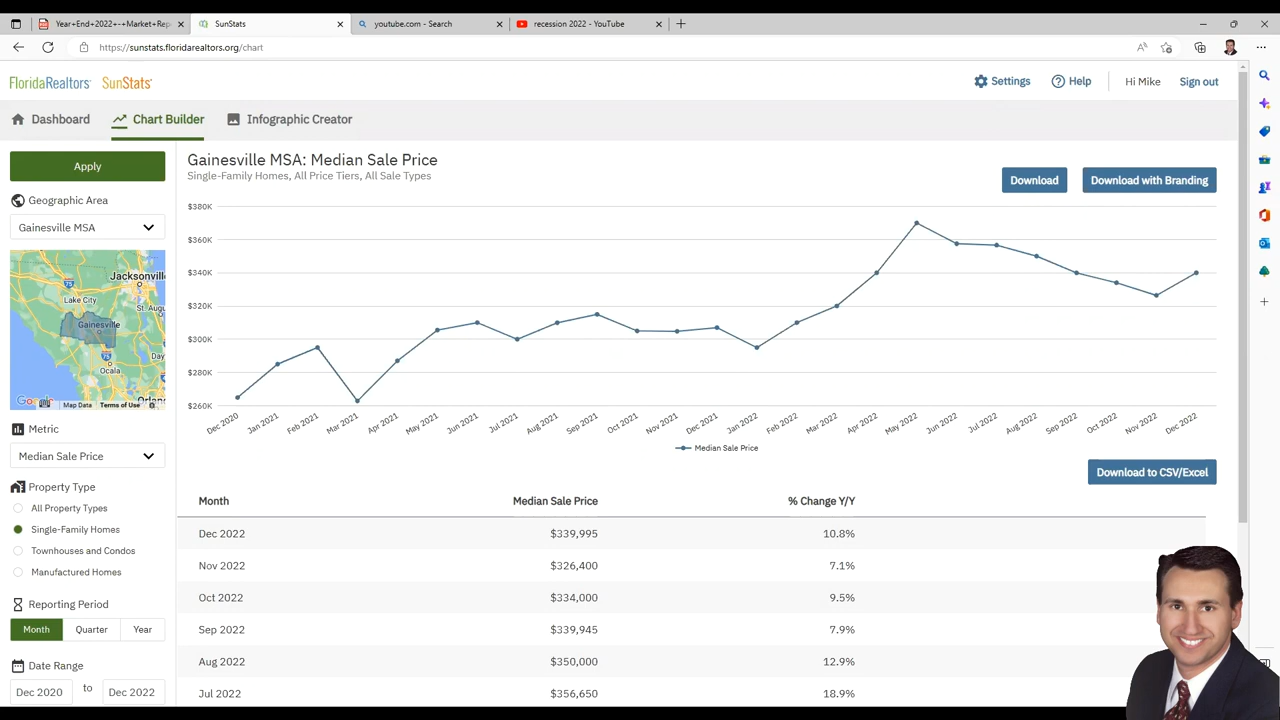 Year+End+2022+-+Market+Rep
SunStats
youtube.com - Search
recession 2022 - YouTube
https://sunstats.floridarealtors.org/chart
FloridaRealtors
SunStats
Settings
Help
Hi Mike
Sign out
Dashboard
Chart Builder
Infographic Creator
Apply
Geographic Area
Gainesville MSA
Jacksonville
Lake City
St. Augu
Gainesville
Day
Ocala
Orlan
Google
Map Data
Terms of Use
Metric
Median Sale Price
Property Type
All Property Types
Single-Family Homes
Townhouses and Condos
Manufactured Homes
Reporting Period
Month Quarter Year
Date Range
Dec 2020 to Dec 2022
Gainesville MSA: Median Sale Price
Single-Family Homes, All Price Tiers, All Sale Types
Download
Download with Branding
$380K
$360K
$340K
$320K
$300K
$280K
$260K
Dec 2020 Jan 2021 Feb 2021 Mar 2021 Apr 2021 May 2021 Jun 2021 Jul 2021 Aug 2021 Sep 2021 Oct 2021 Nov 2021 Dec 2021 Jan 2022 Feb 2022 Mar 2022 Apr 2022 May 2022 Jun 2022 Jul 2022 Aug 2022 Sep 2022 Oct 2022 Nov 2022 Dec 2022
Median Sale Price
Download to CSV/Excel
Month Median Sale Price % Change Y/Y
Dec 2022 $339,995 10.8%
Nov 2022 $326,400 7.1%
Oct 2022 $334,000 9.5%
Sep 2022 $339,945 7.9%
Aug 2022 $350,000 12.9%
Jul 2022 $356,650 18.9%